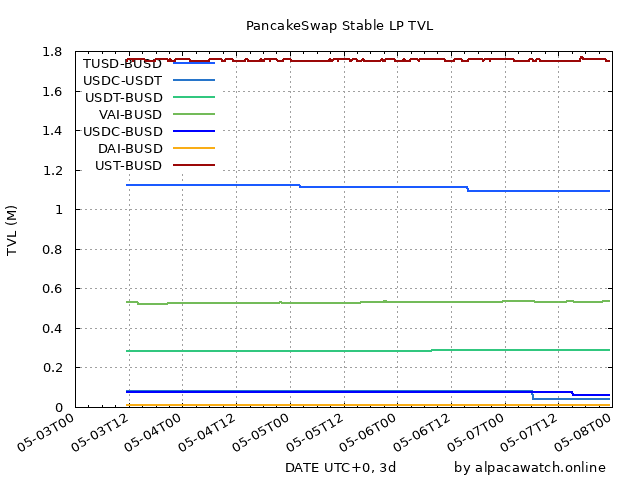 PancakeSwap Stable LP TVL
1.8
1.6
1.4
1.2
1
0.8
0.6
0.4
0.2
0
TVL (M)
TUSD-BUSD
USDC-USDT
USDT-BUSD
VAI-BUSD
USDC-BUSD
DAI-BUSD
UST-BUSD
05-03T00
05-03T12
05-04T00
05-04T12
05-05T00
05-05T12
05-06T00
05-06T12
05-07T00
05-07T12
05-08T00
DATE UTC+0, 3d
by alpacawatch.online